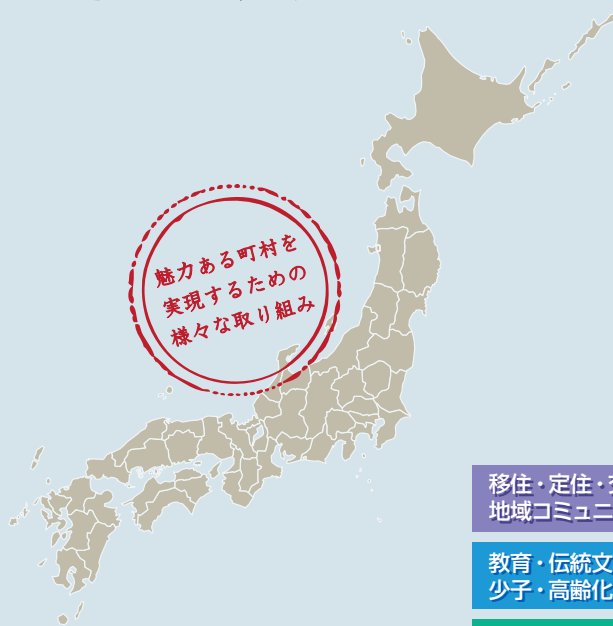 魅力ある町村を
実現するための
様々な取り組み
移住・定住・
地域コミュニ
教育・伝統文
少子・高齢化